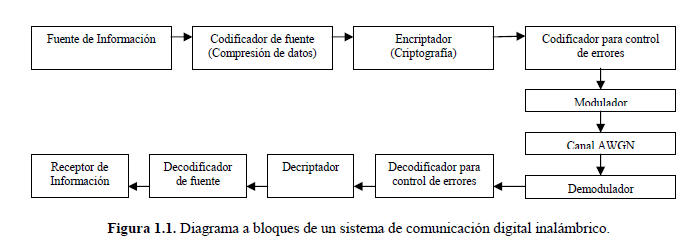 Fuente de Información
Codificador de fuente
(Compresión de datos)
Encriptador
(Criptografía)
Codificador para control
de errores
Modulador
Canal AWGN
Demodulador
Decodificador para
control de errores
Decriptador
Decodificador
de fuente
Receptor de
Información
Figura 1.1. Diagrama a bloques de un sistema de comunicación digital inalámbrico.